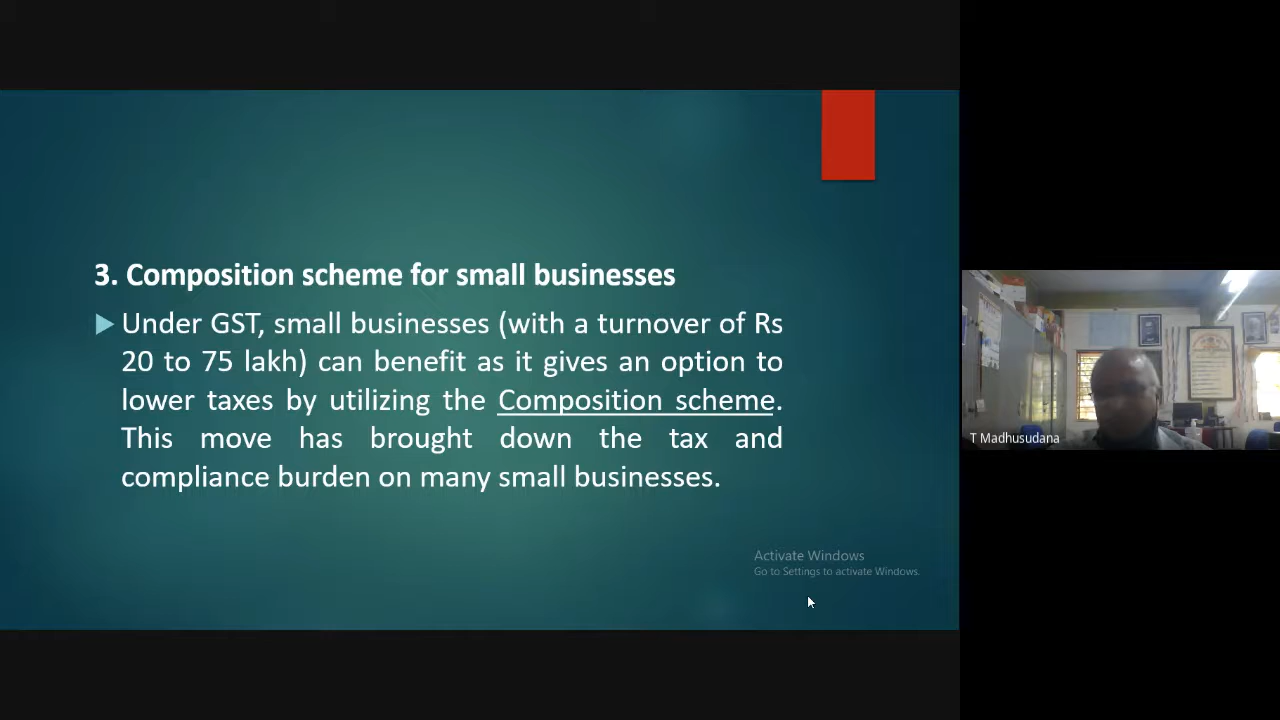 3. Composition scheme for small businesses
Under GST, small businesses (with a turnover of Rs
20 to 75 lakh) can benefit as it gives an option to
lower taxes by utilizing the Composition scheme.
This move has brought down the tax and
compliance burden on many small businesses.
Activate Windows
Go to Settings to activate Windows.
T Madhusudana